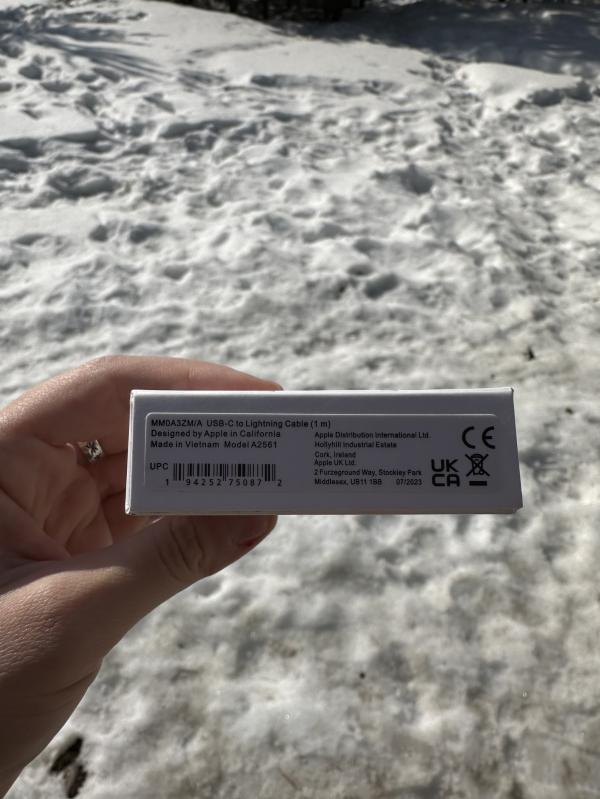 MM0A3ZM/A USB-C to Lightning Cable (1 m)
Designed by Apple in California
Made in Vietnam Model A2561
UPC
1 94252 75087 2
Apple Distribution International Ltd.
Hollyhill Industrial Estate
Cork, Ireland
Apple UK Ltd.
2 Furzeground Way, Stockley Park
Middlesex, UB11 1BB 07/2023
CE
UK
CA